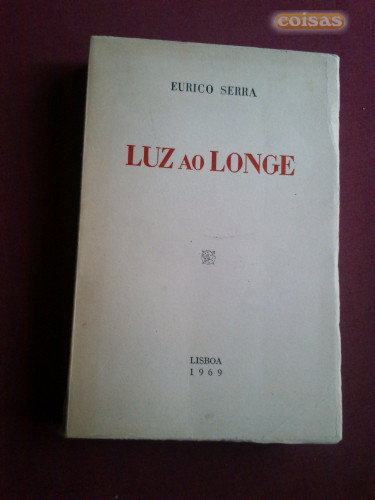 coisas
EURICO SERRA
LUZ AO LONGE
LISBOA
1969